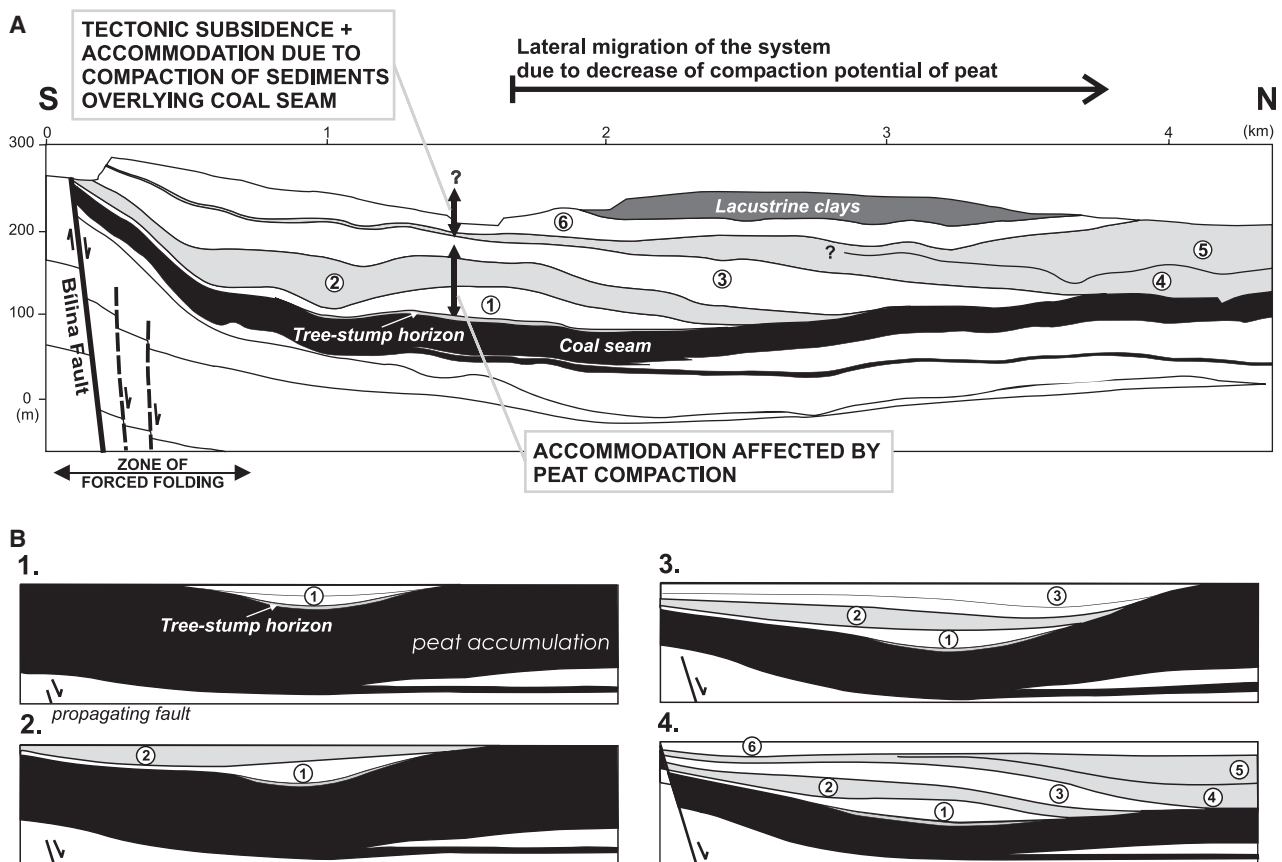 A
TECTONIC SUBSIDENCE +
ACCOMMODATION DUE TO
COMPACTION OF SEDIMENTS
OVERLYING COAL SEAM
Lateral migration of the system
due to decrease of compaction potential of peat
S
N
0 1 2 3 4 (km)
300
200
100
0
(m)
?
6
Lacustrine clays
5
?
2
3
4
1
Tree-stump horizon
Coal seam
Bílina Fault
ZONE OF
FORCED FOLDING
ACCOMMODATION AFFECTED BY
PEAT COMPACTION
B
1.
1
Tree-stump horizon
peat accumulation
propagating fault
2.
2
1
3.
3
2
1
4.
6
5
2
3
4
1